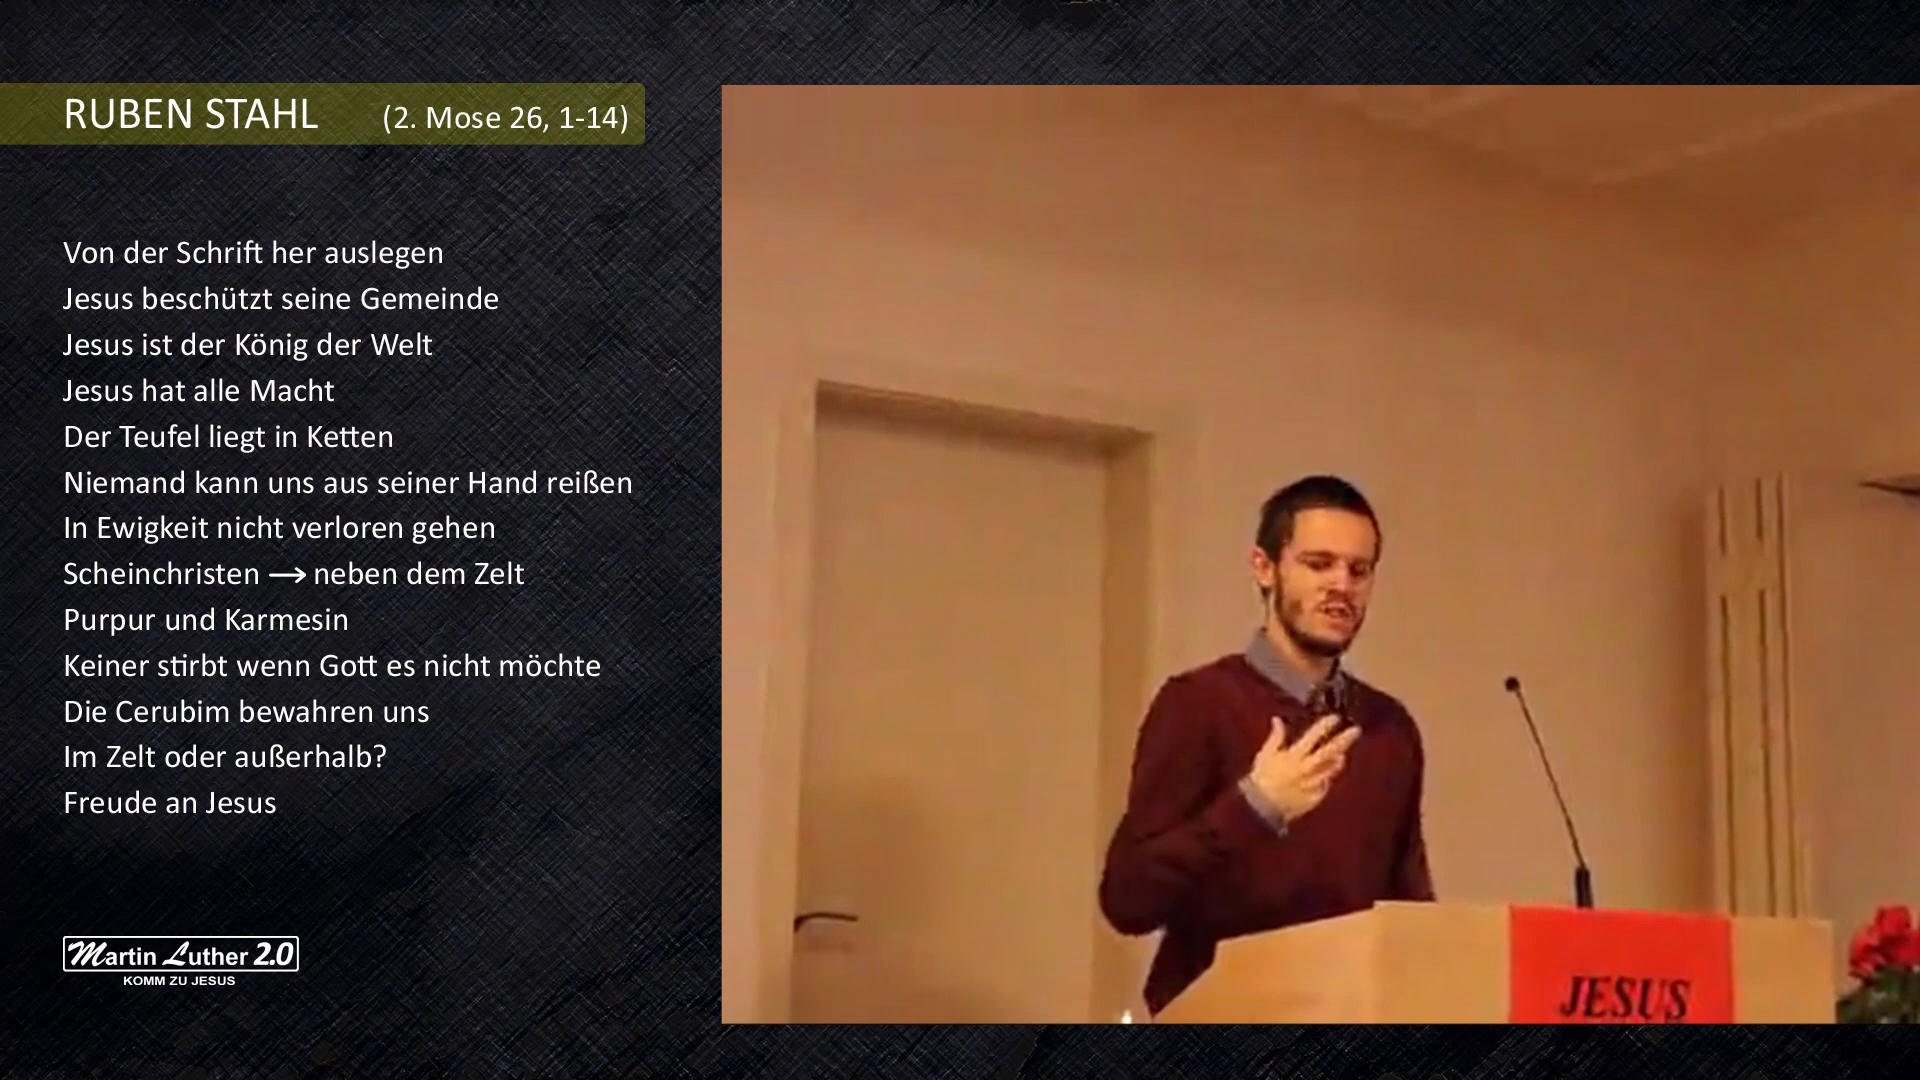 RUBEN STAHL (2. Mose 26, 1-14)
Von der Schrift her auslegen
Jesus beschützt seine Gemeinde
Jesus ist der König der Welt
Jesus hat alle Macht
Der Teufel liegt in Ketten
Niemand kann uns aus seiner Hand reißen
In Ewigkeit nicht verloren gehen
Scheinchristen → neben dem Zelt
Purpur und Karmesin
Keiner stirbt wenn Gott es nicht möchte
Die Cerubim bewahren uns
Im Zelt oder außerhalb?
Freude an Jesus
Martin Luther 2.0
KOMM ZU JESUS
JESUS